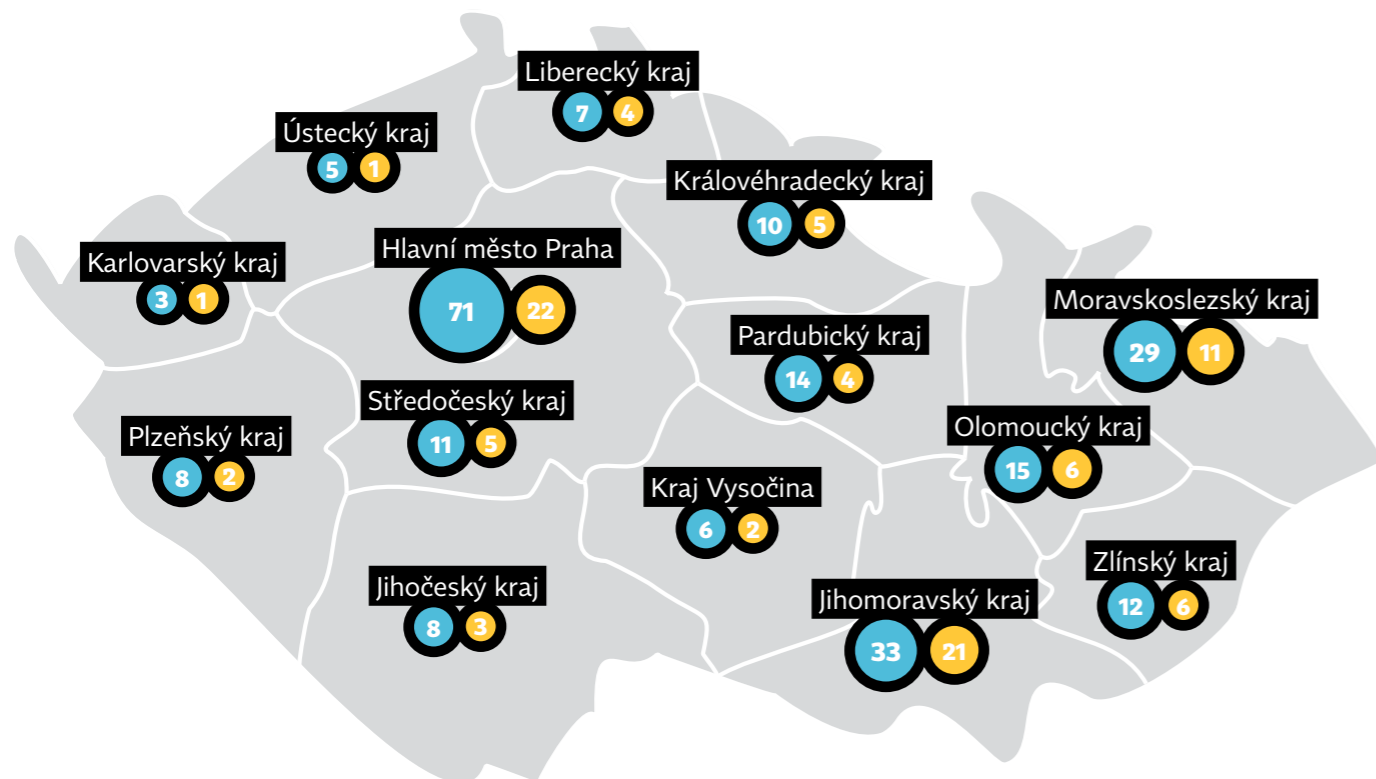 Liberecký kraj
7 4
Ústecký kraj
5 1
Královéhradecký kraj
10 5
Hlavní město Praha
71 22
Karlovarský kraj
3 1
Moravskoslezský kraj
29 11
Pardubický kraj
14 4
Středočeský kraj
11 5
Plzeňský kraj
8 2
Olomoucký kraj
15 6
Kraj Vysočina
6 2
Zlínský kraj
12 6
Jihočeský kraj
8 3
Jihomoravský kraj
33 21